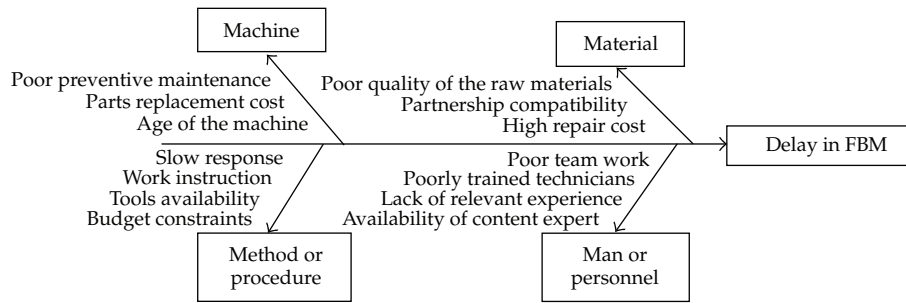 Machine
Material
Poor preventive maintenance
Parts replacement cost
Age of the machine
Poor quality of the raw materials
Partnership compatibility
High repair cost
Delay in FBM
Slow response
Work instruction
Tools availability
Budget constraints
Poor team work
Poorly trained technicians
Lack of relevant experience
Availability of content expert
Method or
procedure
Man or
personnel